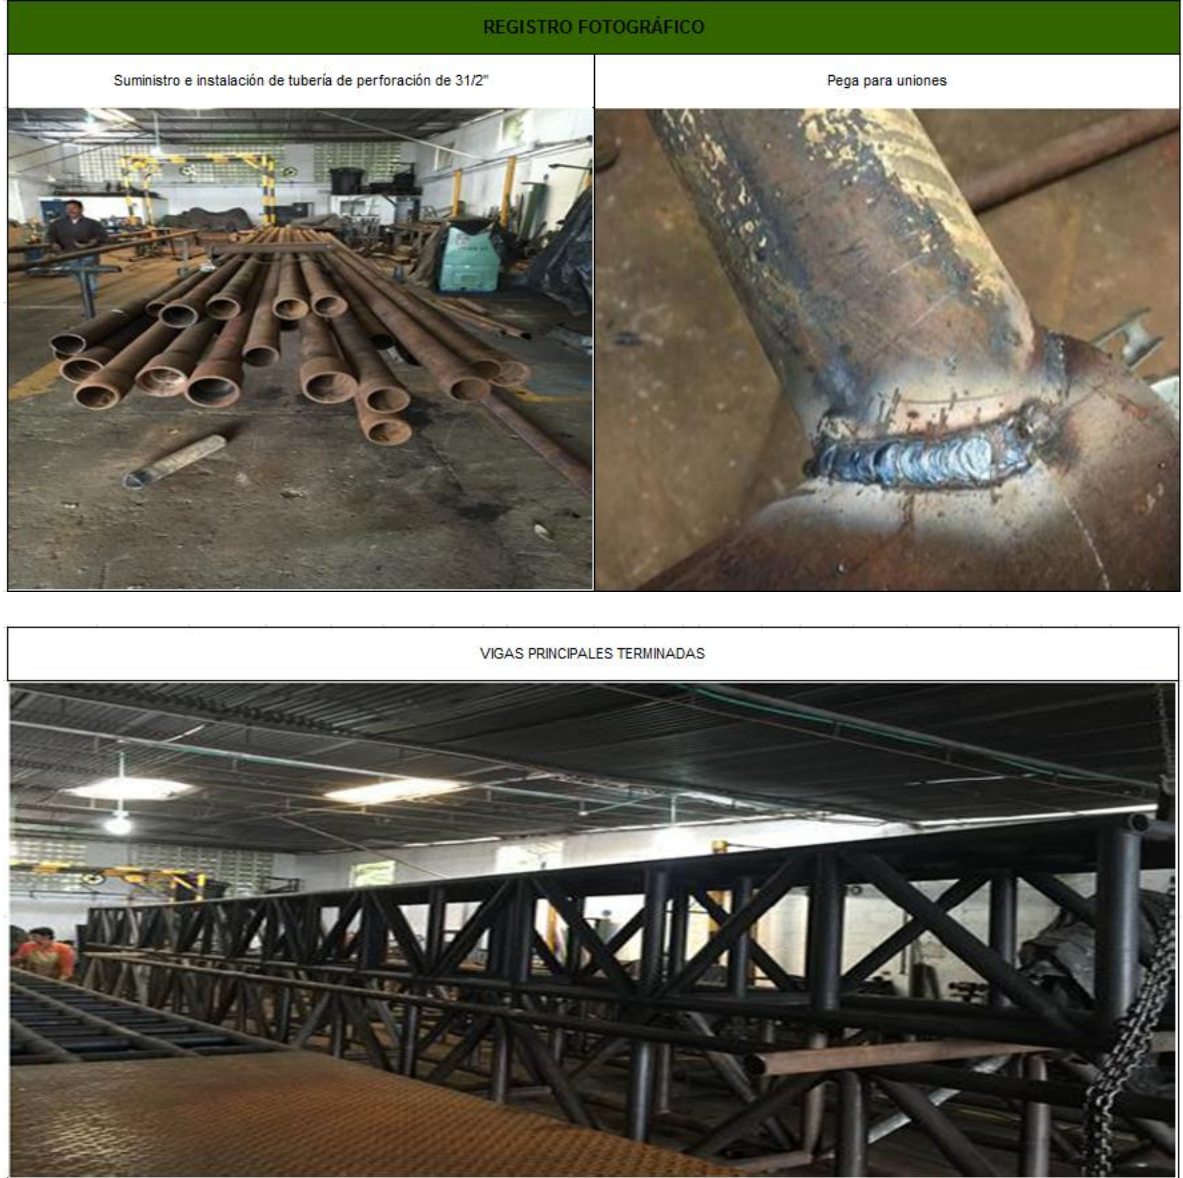 REGISTRO FOTOGRÁFICO
Suministro e instalación de tubería de perforación de 31/2"
Pega para uniones
VIGAS PRINCIPALES TERMINADAS